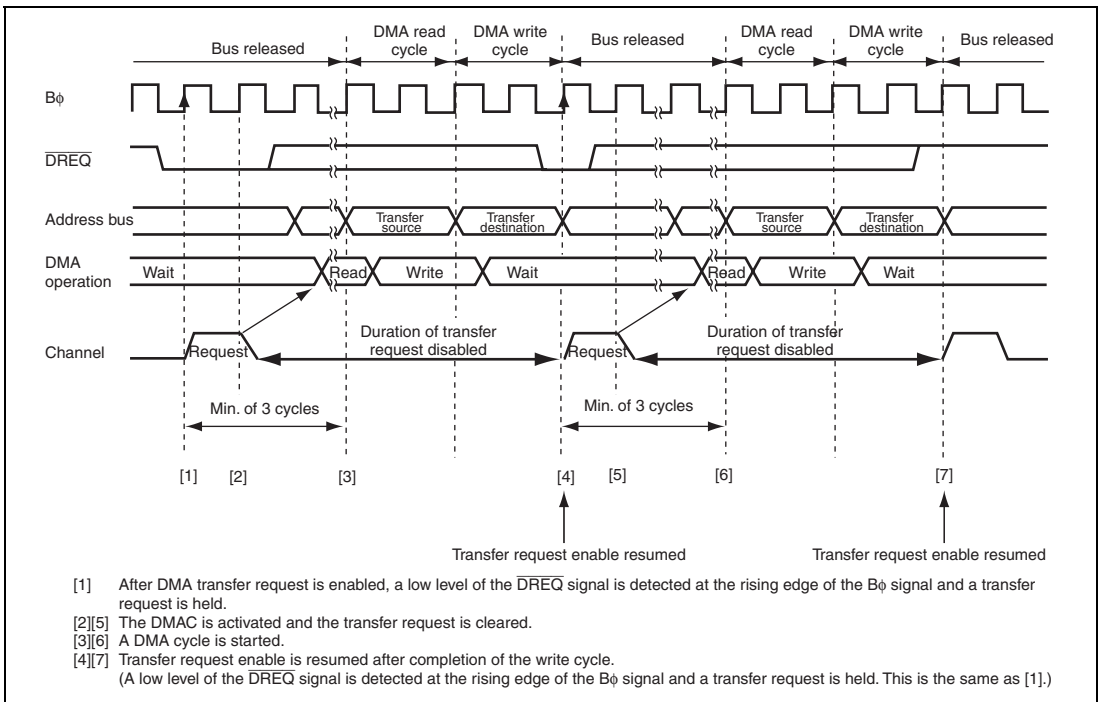 Bus released
DMA read cycle
DMA write cycle
Bus released
DMA read cycle
DMA write cycle
Bus released
Bφ
DREQ
Address bus
Transfer source
Transfer destination
Transfer source
Transfer destination
DMA operation
Wait
Read
Write
Wait
Read
Write
Wait
Channel
Request
Duration of transfer request disabled
Request
Duration of transfer request disabled
Min. of 3 cycles
Min. of 3 cycles
[1]
[2]
[3]
[4]
[5]
[6]
[7]
Transfer request enable resumed
Transfer request enable resumed
[1] After DMA transfer request is enabled, a low level of the DREQ signal is detected at the rising edge of the Bφ signal and a transfer
request is held.
[2][5] The DMAC is activated and the transfer request is cleared.
[3][6] A DMA cycle is started.
[4][7] Transfer request enable is resumed after completion of the write cycle.
(A low level of the DREQ signal is detected at the rising edge of the Bφ signal and a transfer request is held. This is the same as [1].)